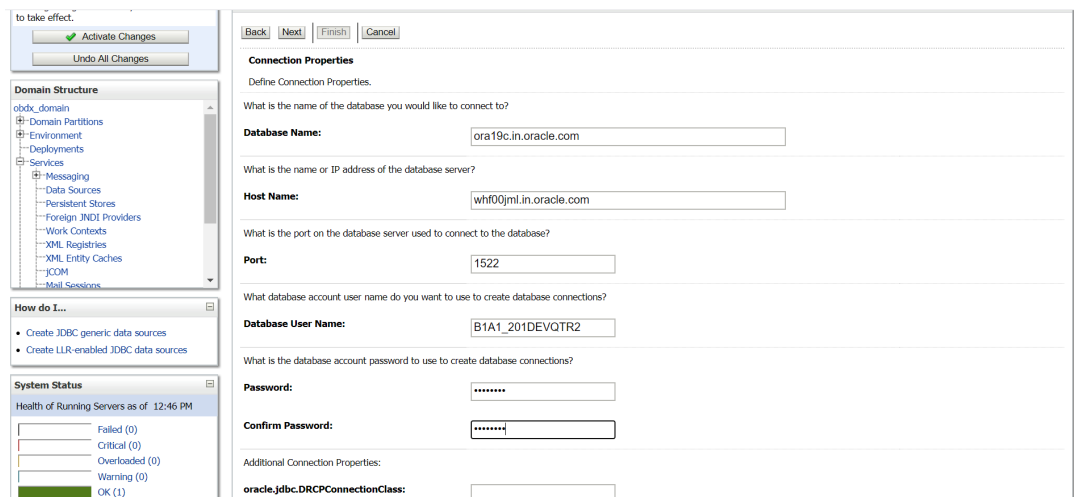 to take effect.
Activate Changes
Undo All Changes
Domain Structure
obdx_domain
Domain Partitions
Environment
Deployments
Services
Messaging
Data Sources
Persistent Stores
Foreign JNDI Providers
Work Contexts
XML Registries
XML Entity Caches
jCOM
Mail Sessions
How do I...
Create JDBC generic data sources
Create LLR-enabled JDBC data sources
System Status
Health of Running Servers as of 12:46 PM
Failed (0)
Critical (0)
Overloaded (0)
Warning (0)
OK (1)
Back Next Finish Cancel
Connection Properties
Define Connection Properties.
What is the name of the database you would like to connect to?
Database Name: ora19c.in.oracle.com
What is the name or IP address of the database server?
Host Name: whf00jml.in.oracle.com
What is the port on the database server used to connect to the database?
Port: 1522
What database account user name do you want to use to create database connections?
Database User Name: B1A1_201DEVQTR2
What is the database account password to use to create database connections?
Password: ••••••••
Confirm Password: ••••••••
Additional Connection Properties:
oracle.jdbc.DRCPConnectionClass: